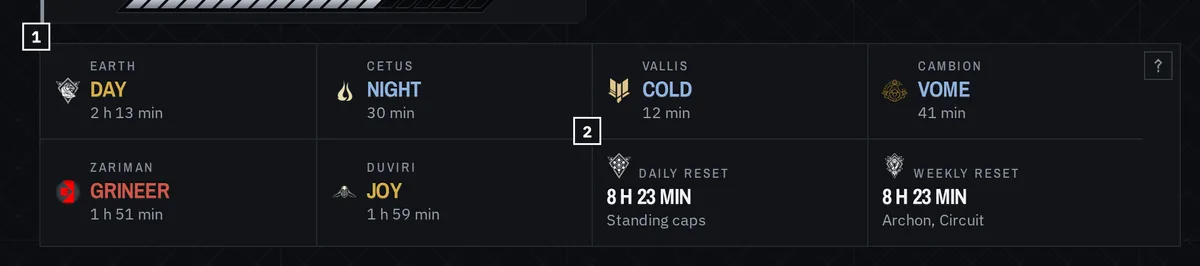 1
EARTH
DAY
2 h 13 min
CETUS
NIGHT
30 min
VALLIS
COLD
12 min
CAMBION
VOME
41 min
?
2
ZARIMAN
GRINEER
1 h 51 min
DUVIRI
JOY
1 h 59 min
DAILY RESET
8 H 23 MIN
Standing caps
WEEKLY RESET
8 H 23 MIN
Archon, Circuit